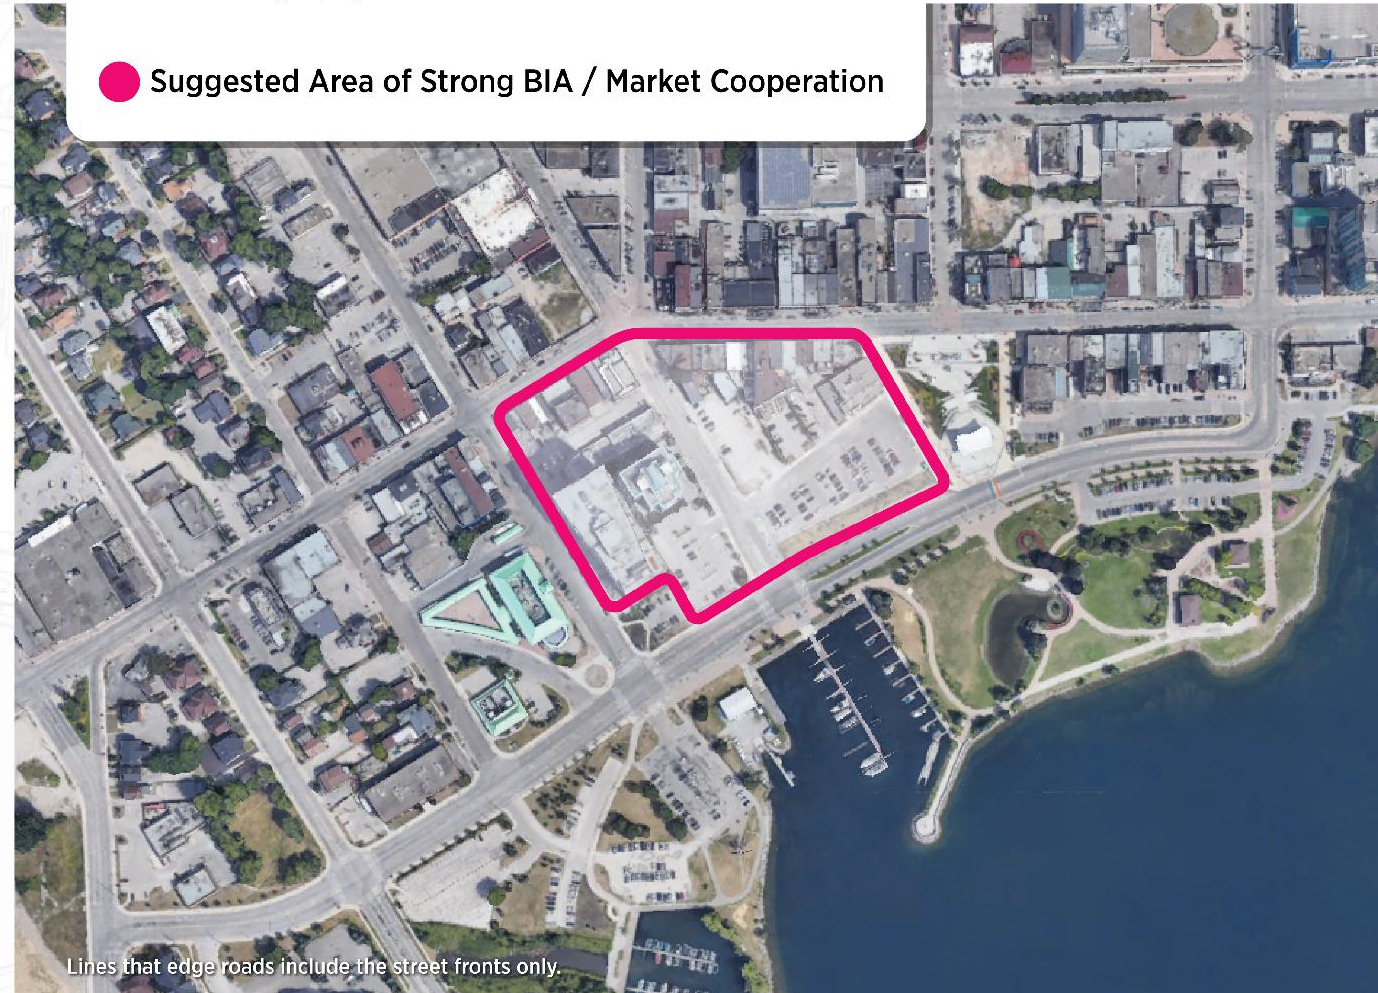 Suggested Area of Strong BIA / Market Cooperation
Lines that edge roads include the street fronts only.